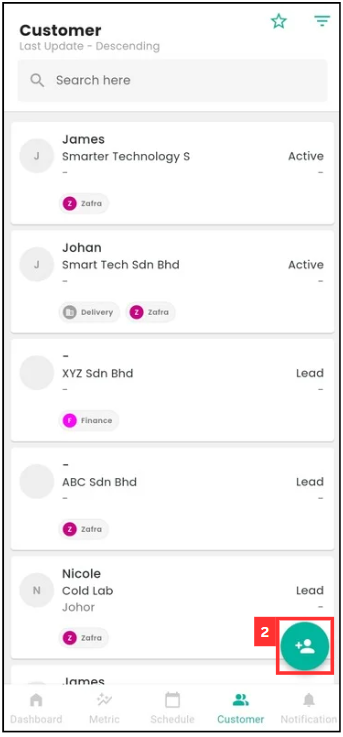 Customer
Last Update - Descending
Search here
James
J
Smarter Technology S
Active
-
-
Z Zafra
Johan
J
Smart Tech Sdn Bhd
Active
-
-
Delivery
Z Zafra
-
XYZ Sdn Bhd
Lead
-
-
F Finance
-
ABC Sdn Bhd
Lead
-
-
Z Zafra
Nicole
N
Cold Lab
Lead
Johor
-
Z Zafra
2
James
Dashboard
Metric
Schedule
Customer
Notification